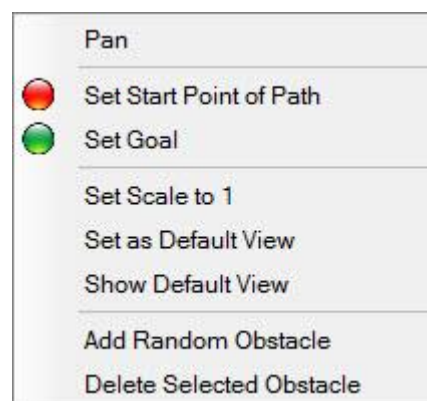 Pan
Set Start Point of Path
Set Goal
Set Scale to 1
Set as Default View
Show Default View
Add Random Obstacle
Delete Selected Obstacle